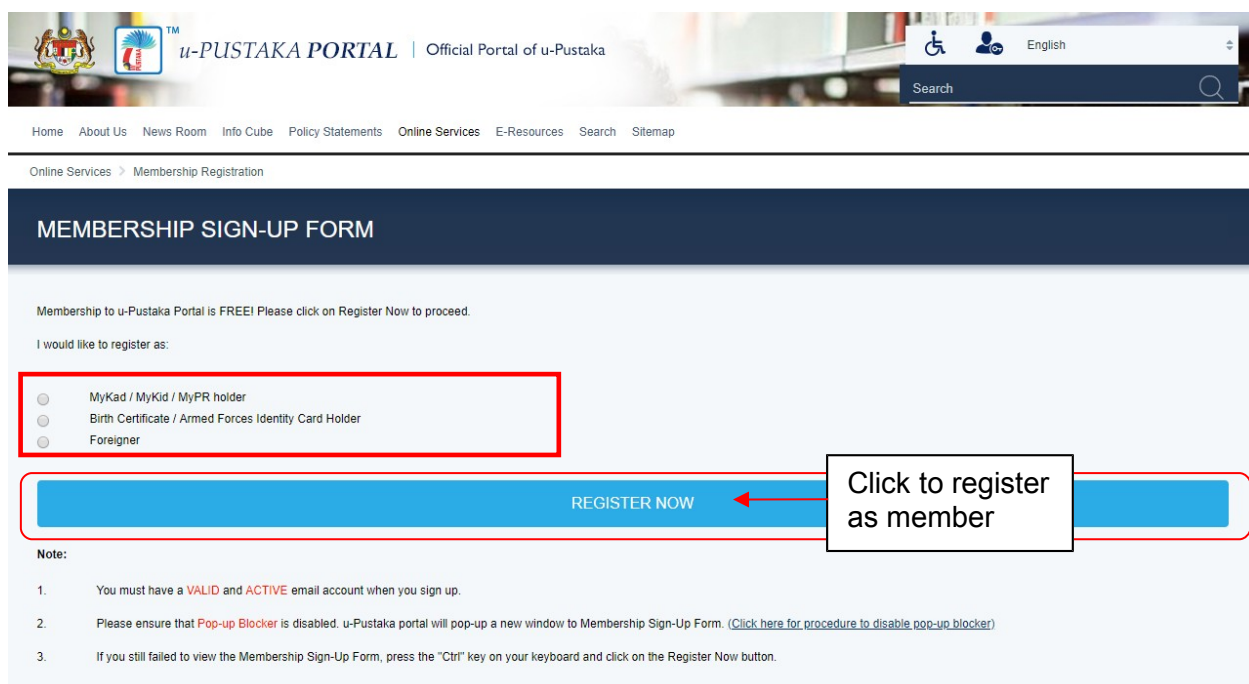 TM
u-PUSTAKA PORTAL | Official Portal of u-Pustaka
English
Search
Home About Us News Room Info Cube Policy Statements Online Services E-Resources Search Sitemap
Online Services > Membership Registration
MEMBERSHIP SIGN-UP FORM
Membership to u-Pustaka Portal is FREE! Please click on Register Now to proceed.
I would like to register as:
MyKad / MyKid / MyPR holder
Birth Certificate / Armed Forces Identity Card Holder
Foreigner
REGISTER NOW
Click to register
as member
Note:
1. You must have a VALID and ACTIVE email account when you sign up.
2. Please ensure that Pop-up Blocker is disabled. u-Pustaka portal will pop-up a new window to Membership Sign-Up Form. (Click here for procedure to disable pop-up blocker)
3. If you still failed to view the Membership Sign-Up Form, press the "Ctrl" key on your keyboard and click on the Register Now button.